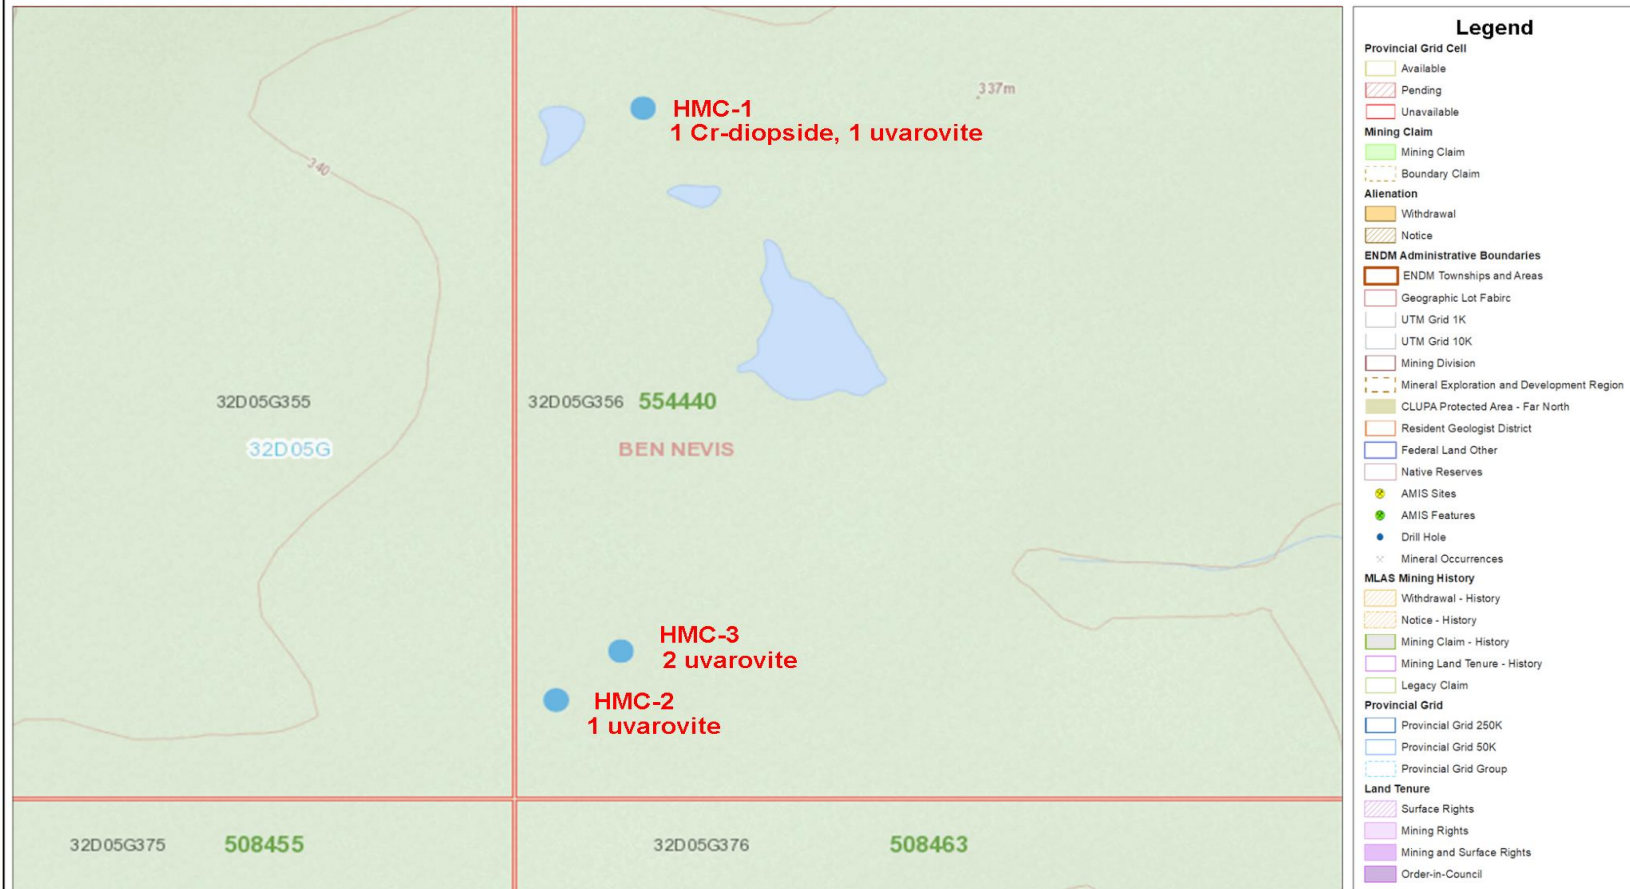 HMC-1
1 Cr-diopside, 1 uvarovite
337m
340
32D05G355
32D05G
32D05G356 554440
BEN NEVIS
HMC-3
2 uvarovite
HMC-2
1 uvarovite
32D05G375 508455
32D05G376 508463
Legend
Provincial Grid Cell
Available
Pending
Unavailable
Mining Claim
Mining Claim
Boundary Claim
Alienation
Withdrawal
Notice
ENDM Administrative Boundaries
ENDM Townships and Areas
Geographic Lot Fabirc
UTM Grid 1K
UTM Grid 10K
Mining Division
Mineral Exploration and Development Region
CLUPA Protected Area - Far North
Resident Geologist District
Federal Land Other
Native Reserves
AMIS Sites
AMIS Features
Drill Hole
Mineral Occurrences
MLAS Mining History
Withdrawal - History
Notice - History
Mining Claim - History
Mining Land Tenure - History
Legacy Claim
Provincial Grid
Provincial Grid 250K
Provincial Grid 50K
Provincial Grid Group
Land Tenure
Surface Rights
Mining Rights
Mining and Surface Rights
Order-in-Council